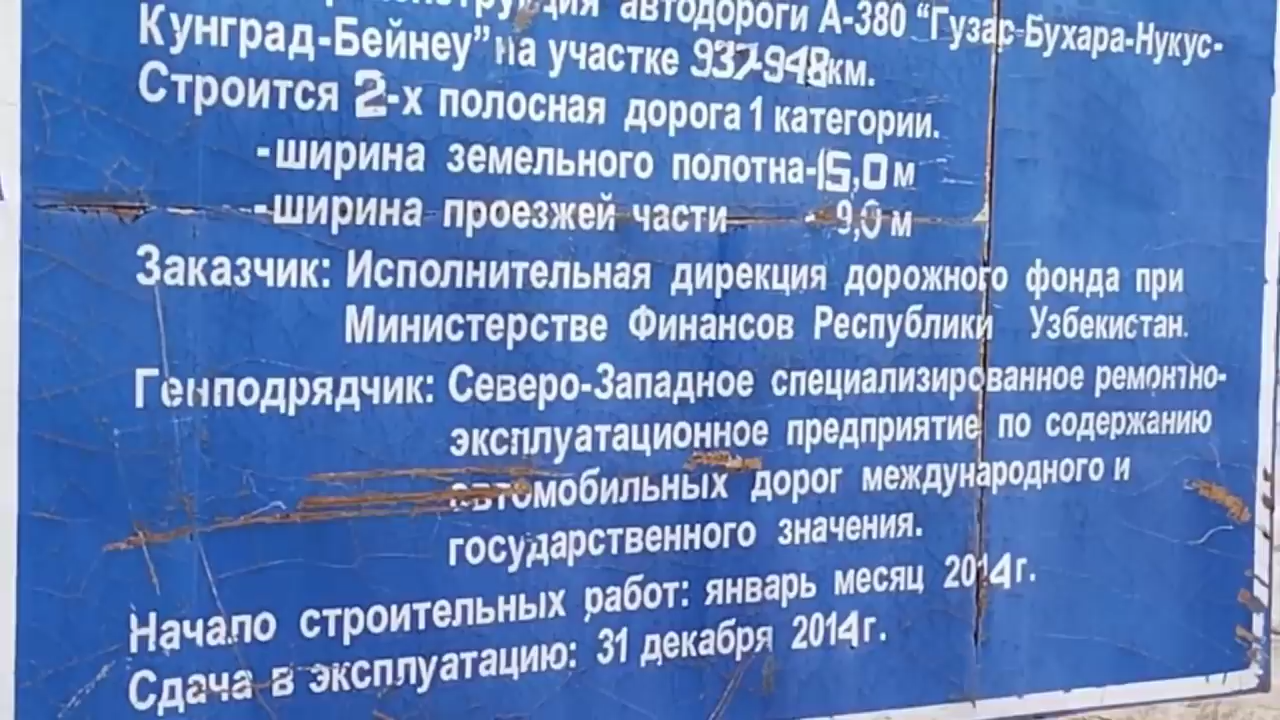 автодороги А-380 “Гузар-Бухара-Нукус-
Кунград-Бейнеу” на участке 937-948км.
Строится 2-х полосная дорога 1 категории.
-ширина земельного полотна-15,0 м
-ширина проезжей части - 9,0 м
Заказчик: Исполнительная дирекция дорожного фонда при
Министерстве Финансов Республики Узбекистан.
Генподрядчик: Северо-Западное специализированное ремонтно-
эксплуатационное предприятие по содержанию
автомобильных дорог международного и
государственного значения.
Начало строительных работ: январь месяц 2014г.
Сдача в эксплуатацию: 31 декабря 2014г.